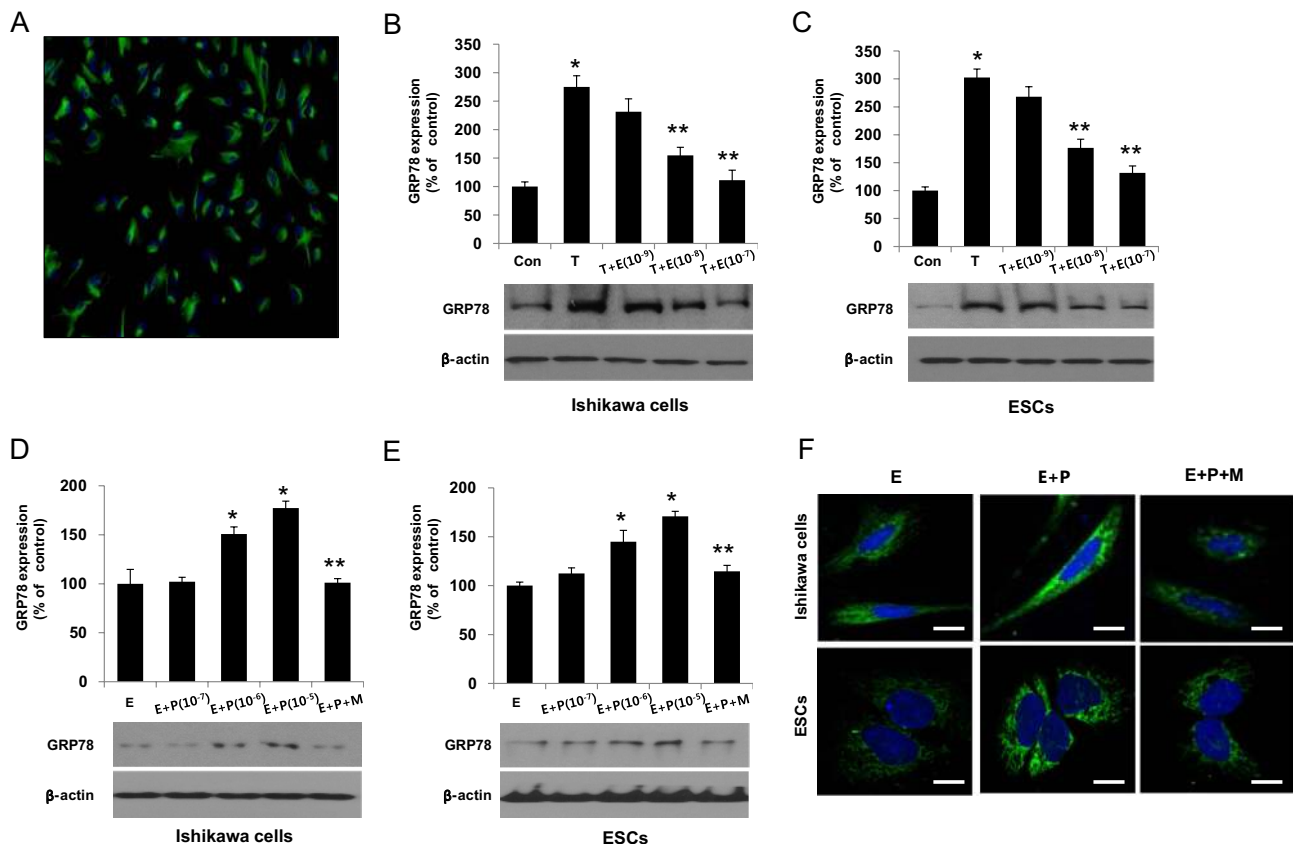 A
B
GRP78 expression
(% of control)
350
300
250
200
150
100
50
0
*
**
**
Con
T
T+E(10⁻⁹)
T+E(10⁻⁸)
T+E(10⁻⁷)
GRP78
β-actin
Ishikawa cells
C
GRP78 expression
(% of control)
350
300
250
200
150
100
50
0
*
**
**
Con
T
T+E(10⁻⁹)
T+E(10⁻⁸)
T+E(10⁻⁷)
GRP78
β-actin
ESCs
D
GRP78 expression
(% of control)
200
150
100
50
0
*
*
**
E
E+P(10⁻⁷)
E+P(10⁻⁶)
E+P(10⁻⁵)
E+P+M
GRP78
β-actin
Ishikawa cells
E
GRP78 expression
(% of control)
200
150
100
50
0
*
*
**
E
E+P(10⁻⁷)
E+P(10⁻⁶)
E+P(10⁻⁵)
E+P+M
GRP78
β-actin
ESCs
F
E
E+P
E+P+M
Ishikawa cells
ESCs